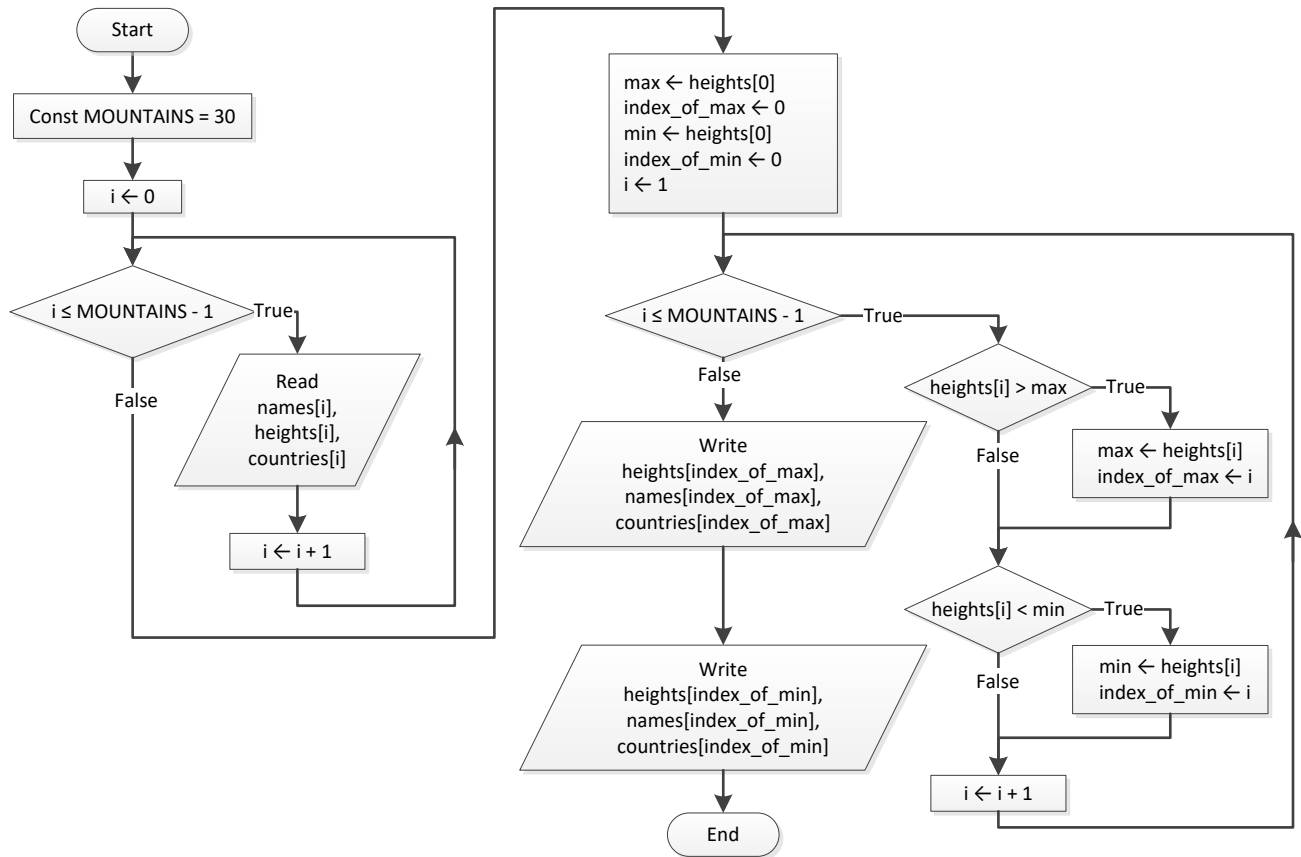 Start
Const MOUNTAINS = 30
i ← 0
i ≤ MOUNTAINS - 1
True
False
Read
names[i],
heights[i],
countries[i]
i ← i + 1
max ← heights[0]
index_of_max ← 0
min ← heights[0]
index_of_min ← 0
i ← 1
i ≤ MOUNTAINS - 1
True
False
heights[i] > max
True
False
max ← heights[i]
index_of_max ← i
heights[i] < min
True
False
min ← heights[i]
index_of_min ← i
i ← i + 1
Write
heights[index_of_max],
names[index_of_max],
countries[index_of_max]
Write
heights[index_of_min],
names[index_of_min],
countries[index_of_min]
End